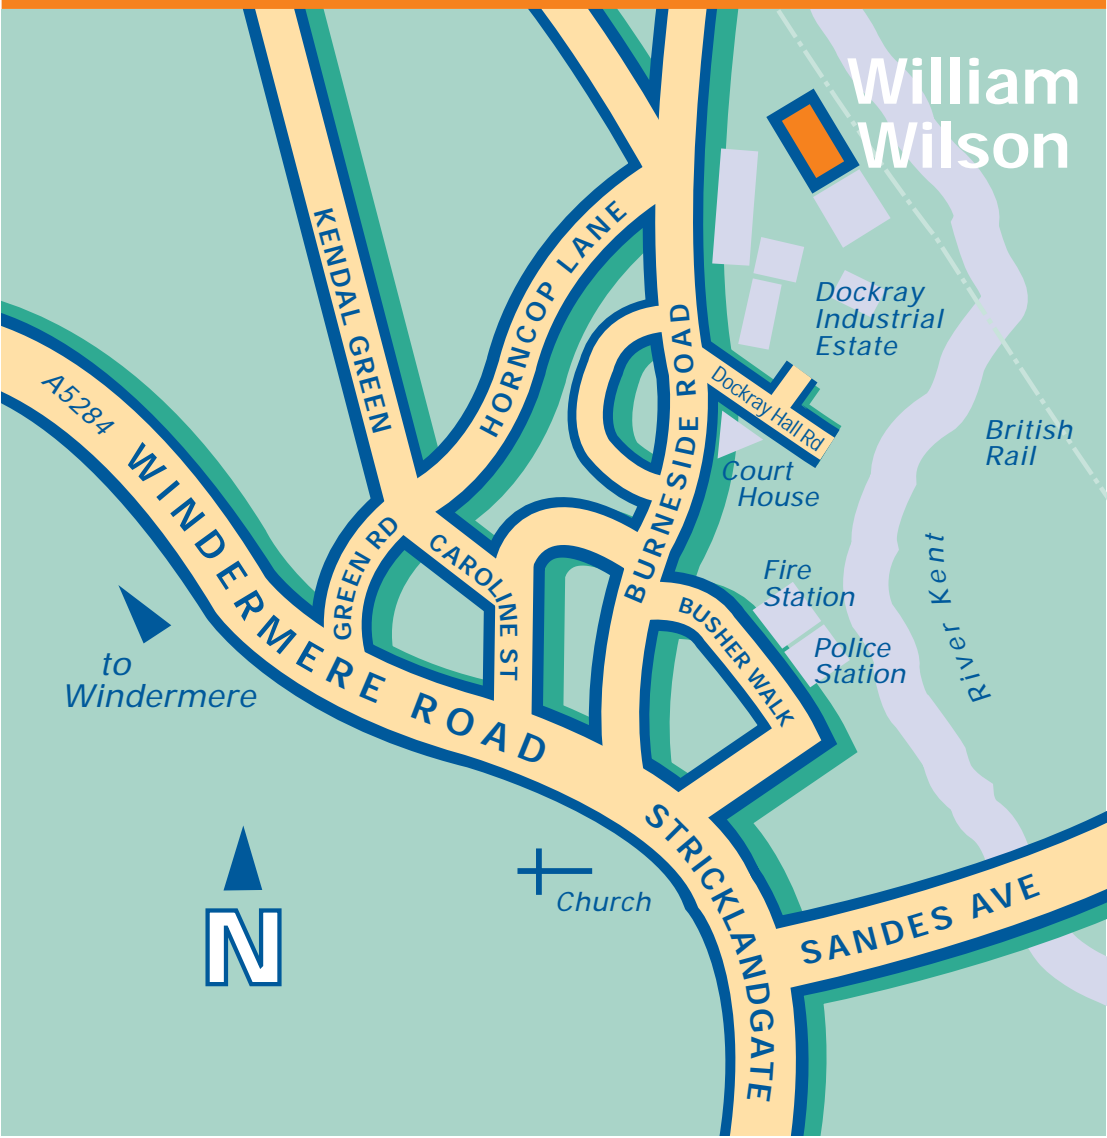 William
Wilson
KENDAL GREEN
HORNCOP LANE
BURNESIDE ROAD
Dockray
Industrial
Estate
Dockray Hall Rd
A5284
WINDERMERE ROAD
British
Rail
Court
House
GREEN RD
CAROLINE ST
River Kent
Fire
Station
BUSHER WALK
Police
Station
to
Windermere
STRICKLANDGATE
Church
SANDES AVE
N